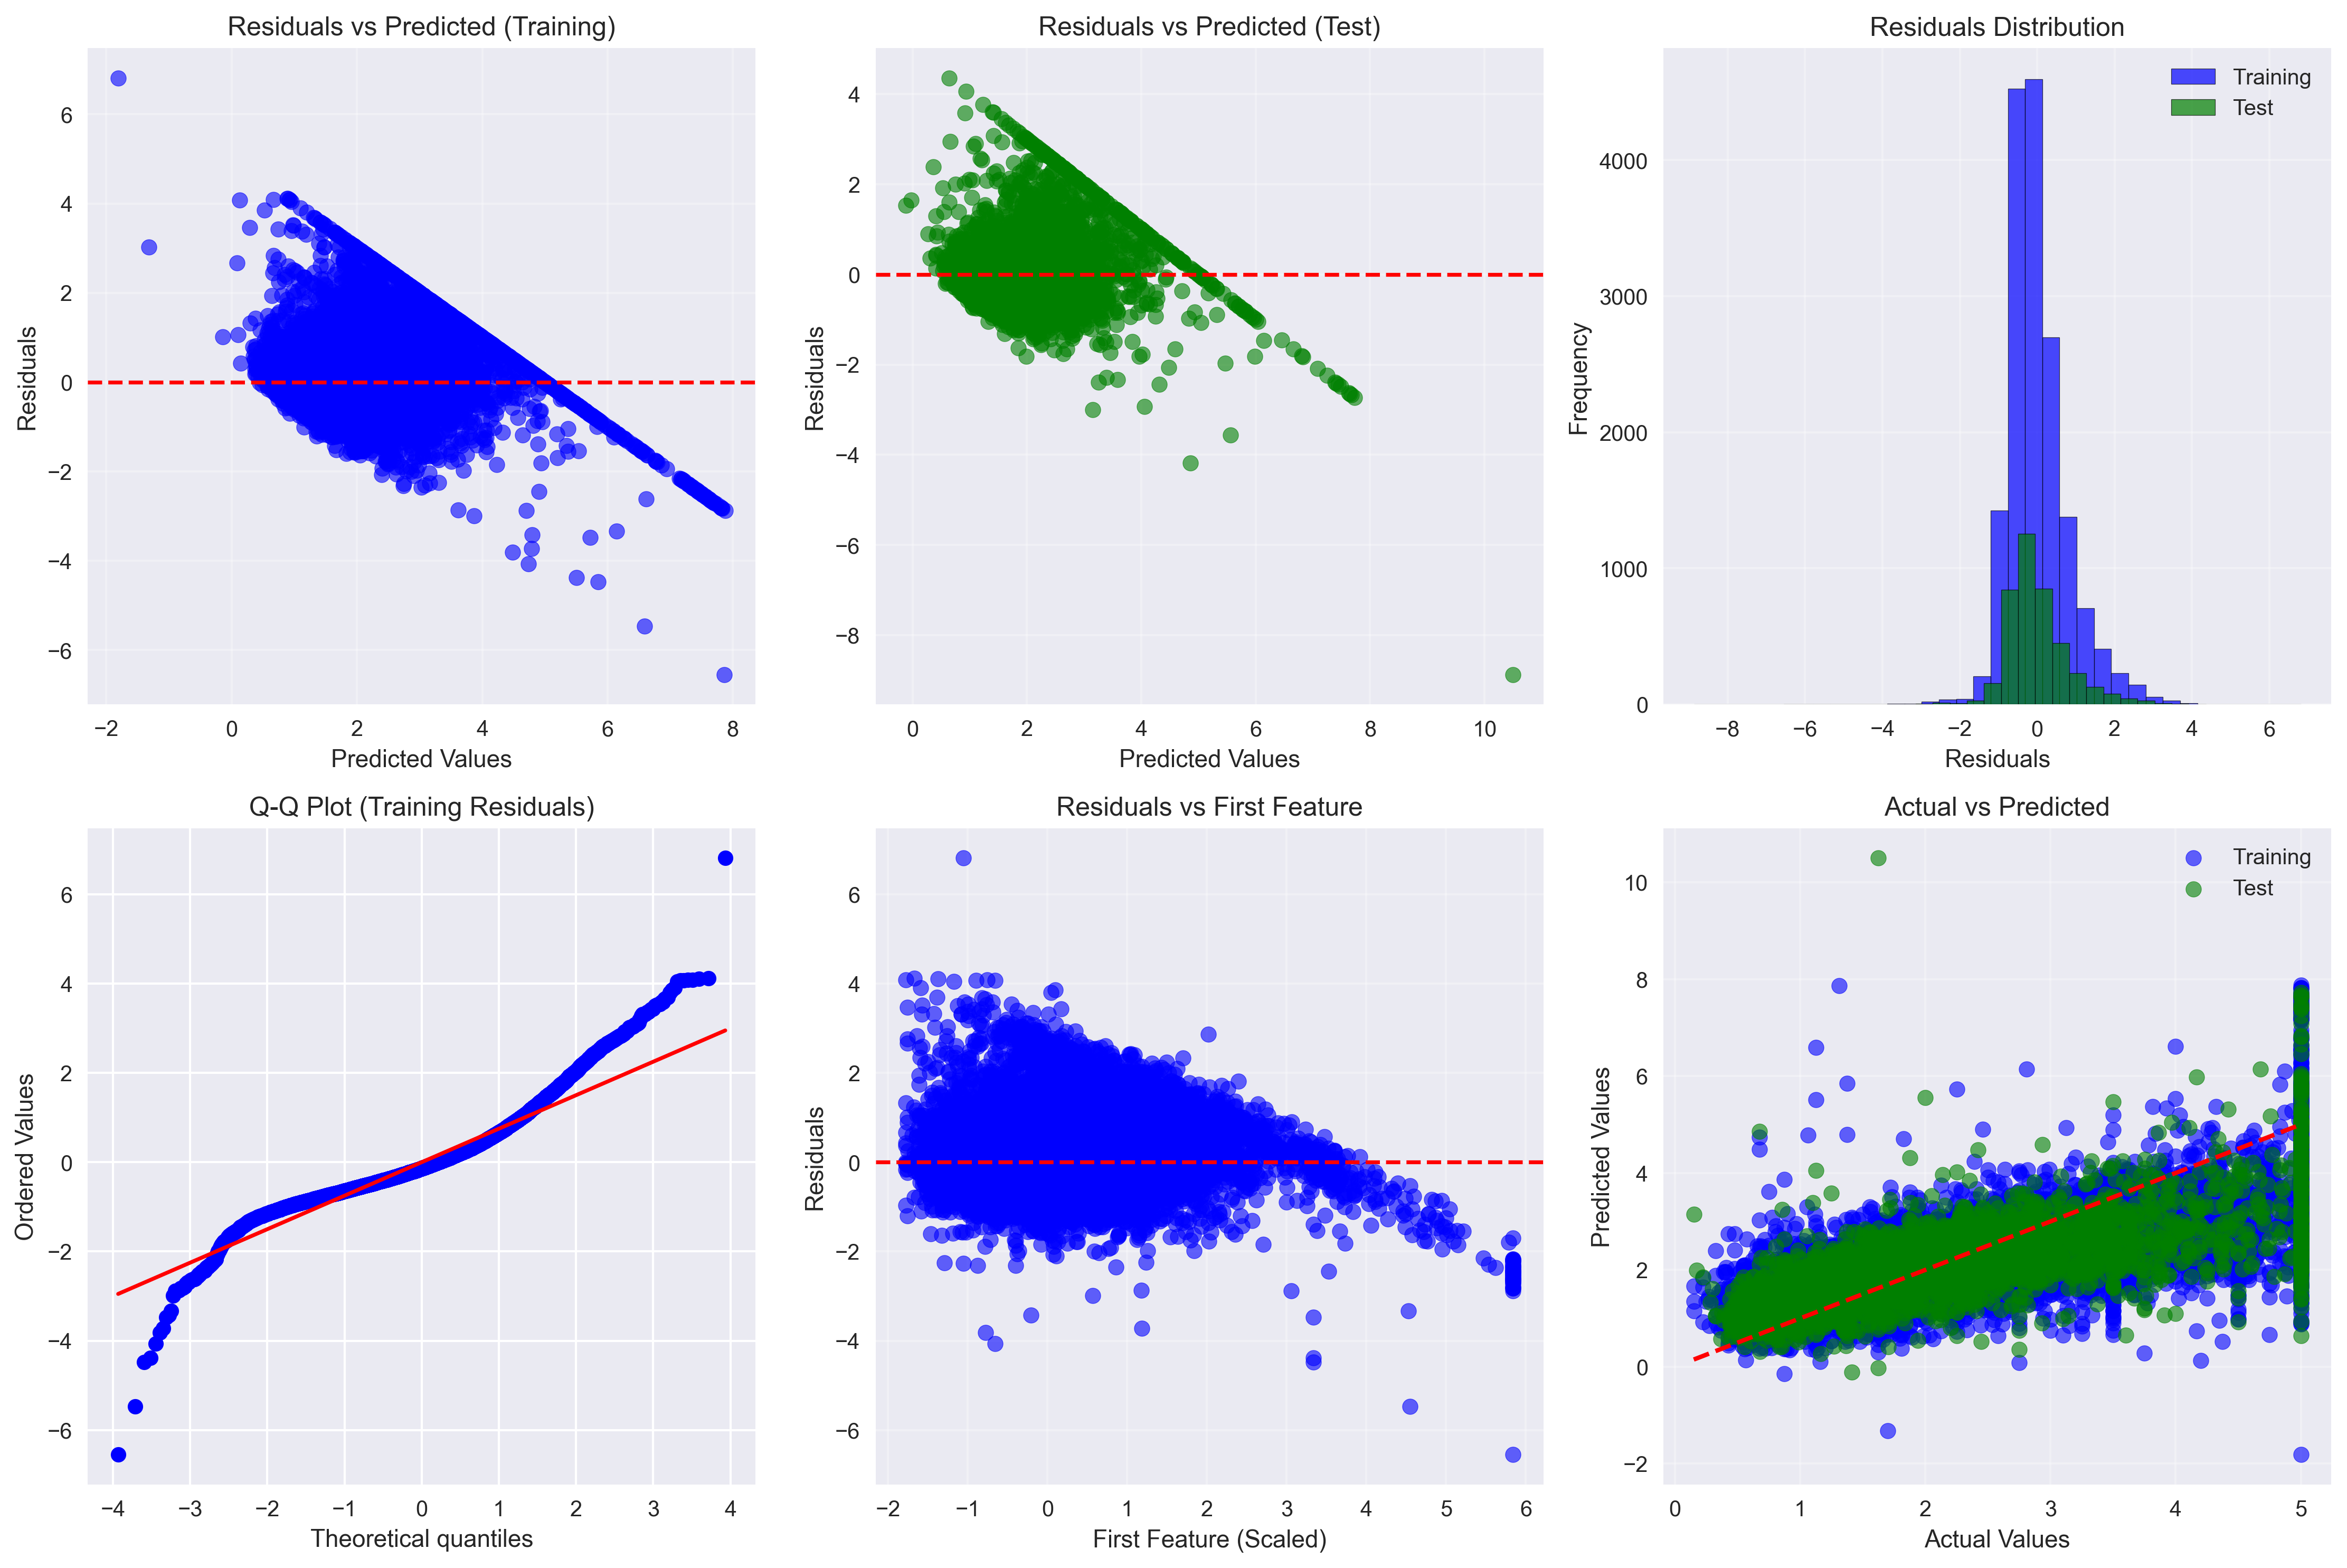 Residuals vs Predicted (Training)
Residuals
6
4
2
0
−2
−4
−6
−2 0 2 4 6 8
Predicted Values
Residuals vs Predicted (Test)
Residuals
4
2
0
−2
−4
−6
−8
0 2 4 6 8 10
Predicted Values
Residuals Distribution
Training
Test
Frequency
4000
3000
2000
1000
0
−8 −6 −4 −2 0 2 4 6
Residuals
Q-Q Plot (Training Residuals)
Ordered Values
6
4
2
0
−2
−4
−6
−4 −3 −2 −1 0 1 2 3 4
Theoretical quantiles
Residuals vs First Feature
Residuals
6
4
2
0
−2
−4
−6
−2 −1 0 1 2 3 4 5 6
First Feature (Scaled)
Actual vs Predicted
Training
Test
Predicted Values
10
8
6
4
2
0
−2
0 1 2 3 4 5
Actual Values